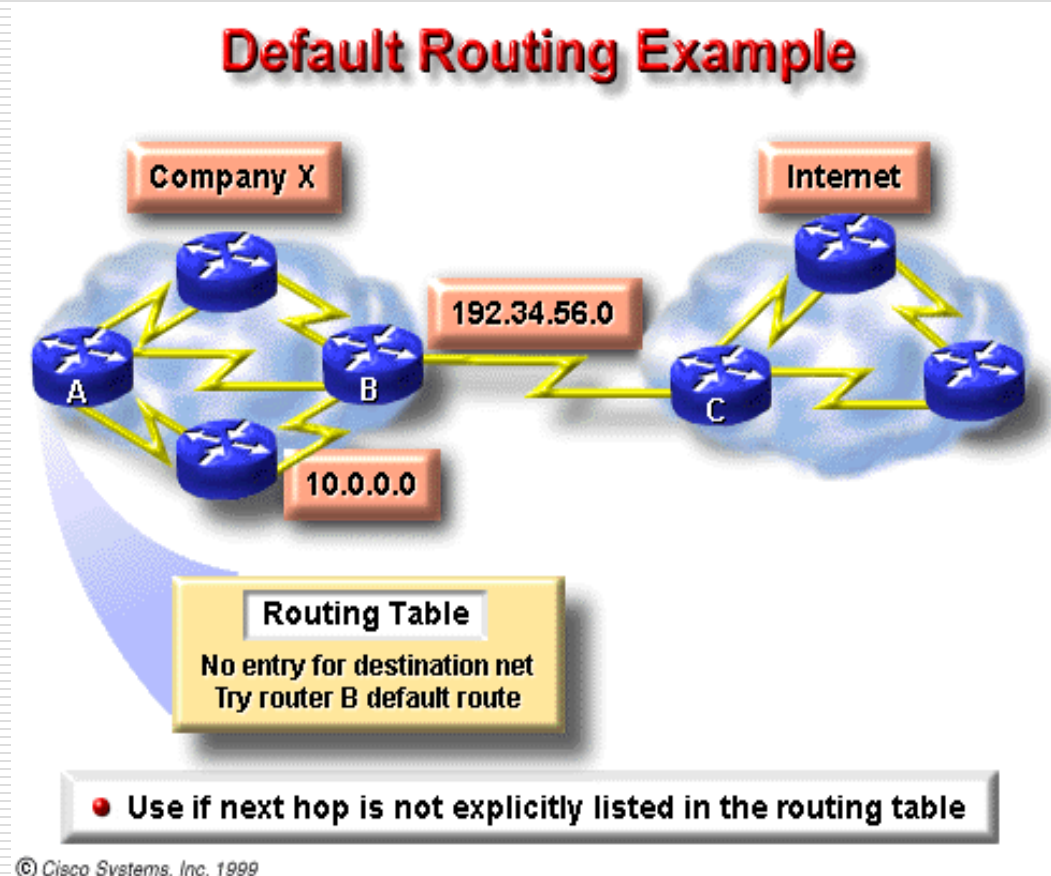 Default Routing Example
Company X
Internet
192.34.56.0
A
B
C
10.0.0.0
Routing Table
No entry for destination net
Try router B default route
Use if next hop is not explicitly listed in the routing table
© Cisco Systems, Inc. 1999